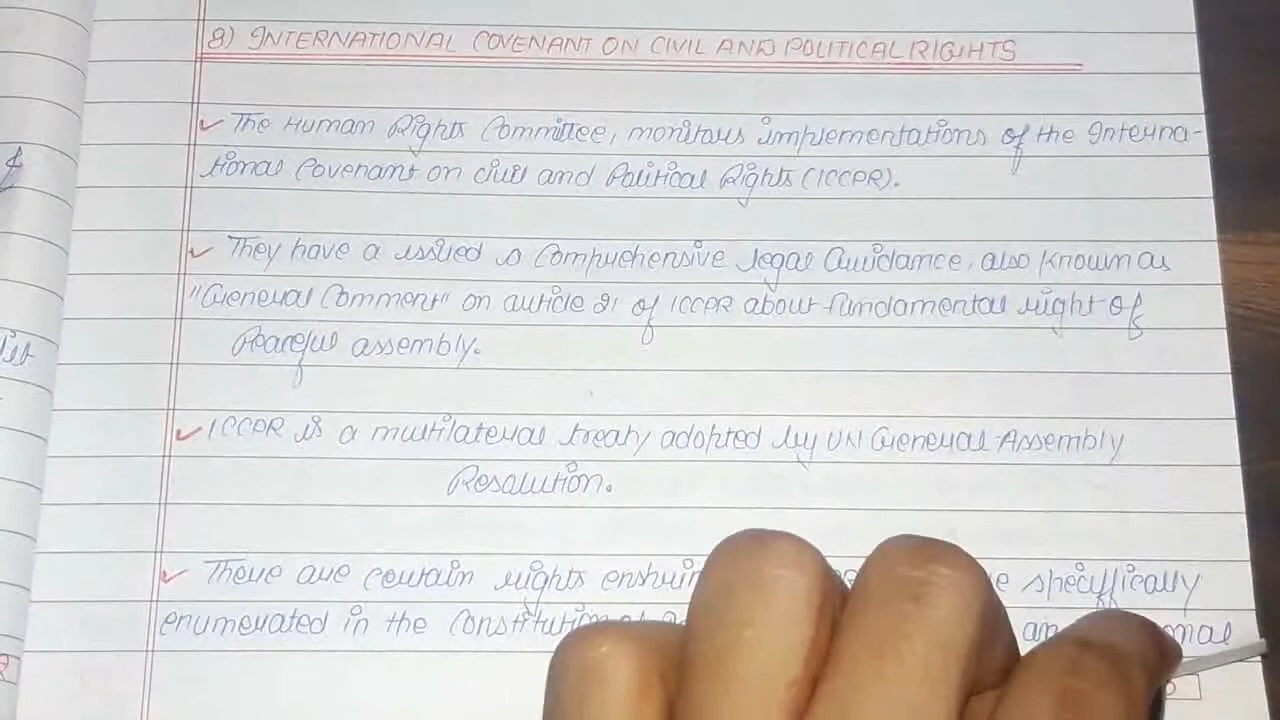 8) INTERNATIONAL COVENANT ON CIVIL AND POLITICAL RIGHTS
The Human Rights Committee, monitors implementations of the Interna-
tional Covenant on civil and Political Rights (ICCPR).
They have a issued a Comprehensive legal Guidance, also known as
"General Comment" on article 21 of ICCPR about fundamental right of
Peaceful assembly.
ICCPR is a multilateral treaty adopted by UN General Assembly
Resolution.
There are certain rights specifically
enumerated in the Constitution